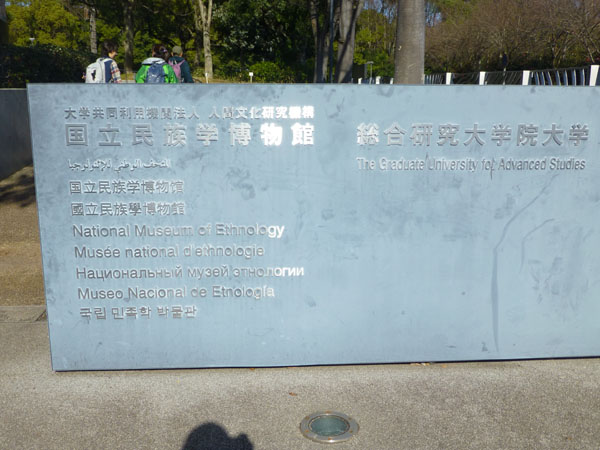 大学共同利用機関法人 人間文化研究機構
国立民族学博物館
المتحف الوطني للإثنولوجيا
国立民族学博物馆
國立民族學博物館
National Museum of Ethnology
Musée national d'ethnologie
Национальный музей этнологии
Museo Nacional de Etnología
국립 민족학 박물관
総合研究大学院大学
The Graduate University for Advanced Studies